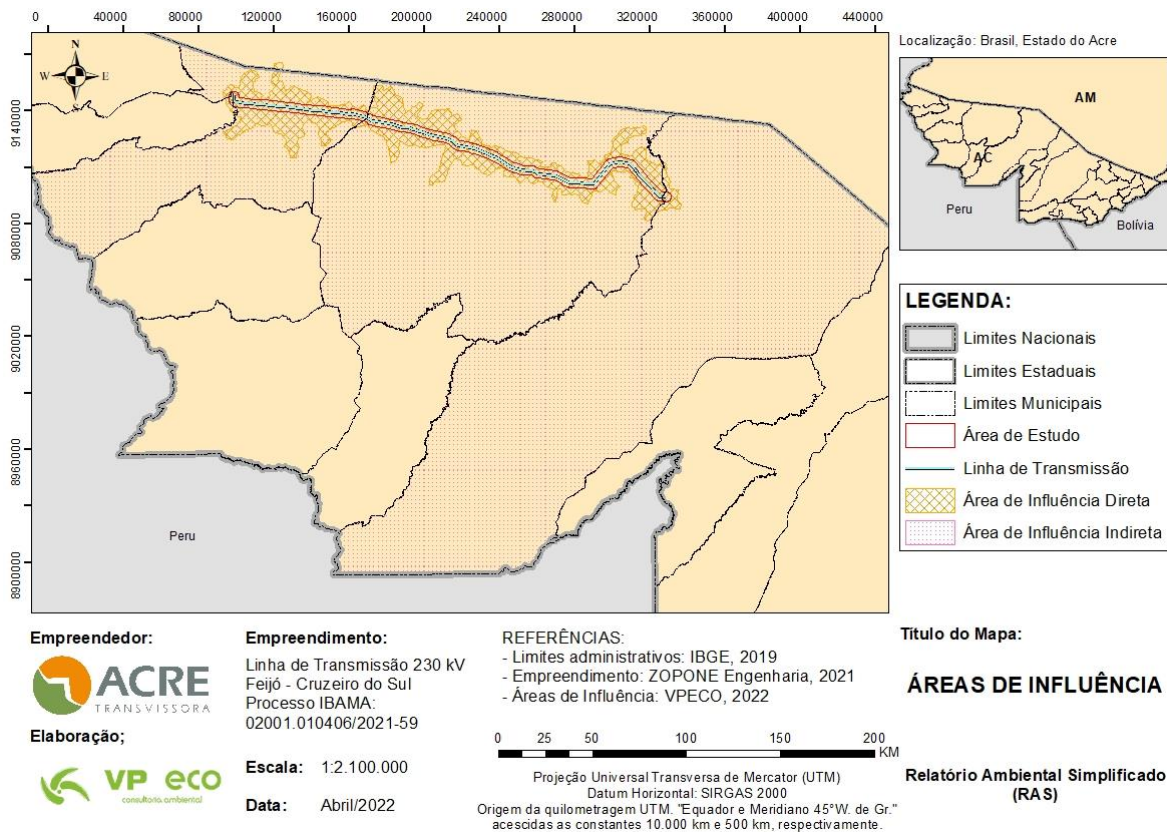 0 40000 80000 120000 160000 200000 240000 280000 320000 360000 400000 440000
N
W E
S
9140000
9080000
9020000
8960000
8900000
Peru
Localização: Brasil, Estado do Acre
AM
AC
Peru
Bolívia
LEGENDA:
Limites Nacionais
Limites Estaduais
Limites Municipais
Área de Estudo
Linha de Transmissão
Área de Influência Direta
Área de Influência Indireta
Empreendedor:
ACRE
TRANSMISSORA
Elaboração;
VP eco
consultoria ambiental
Empreendimento:
Linha de Transmissão 230 kV
Feijó - Cruzeiro do Sul
Processo IBAMA:
02001.010406/2021-59
Escala: 1:2.100.000
Data: Abril/2022
REFERÊNCIAS:
- Limites administrativos: IBGE, 2019
- Empreendimento: ZOPONE Engenharia, 2021
- Áreas de Influência: VPECO, 2022
0 25 50 100 150 200
KM
Projeção Universal Transversa de Mercator (UTM)
Datum Horizontal: SIRGAS 2000
Origem da quilometragem UTM. "Equador e Meridiano 45°W. de Gr."
acescidas as constantes 10.000 km e 500 km, respectivamente.
Título do Mapa:
ÁREAS DE INFLUÊNCIA
Relatório Ambiental Simplificado
(RAS)